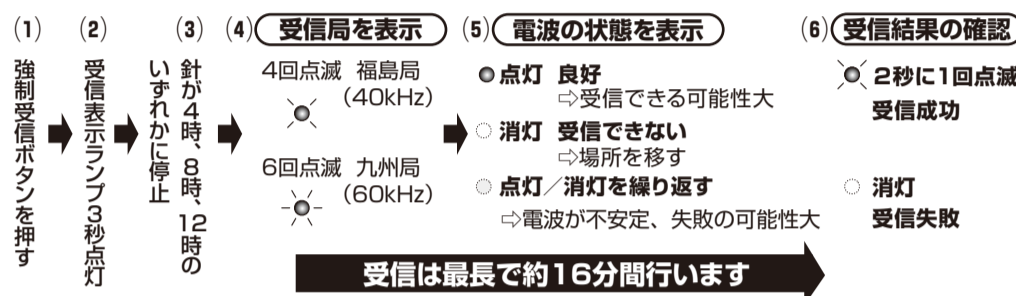 (1)
強制受信ボタンを押す
(2)
受信表示ランプ3秒点灯
(3)
針が4時、8時、12時の
いずれかに停止
(4) 受信局を表示
4回点滅 福島局
(40kHz)
6回点滅 九州局
(60kHz)
(5) 電波の状態を表示
点灯 良好
⇨受信できる可能性大
消灯 受信できない
⇨場所を移す
点灯／消灯を繰り返す
⇨電波が不安定、失敗の可能性大
(6) 受信結果の確認
2秒に1回点滅
受信成功
消灯
受信失敗
受信は最長で約16分間行います